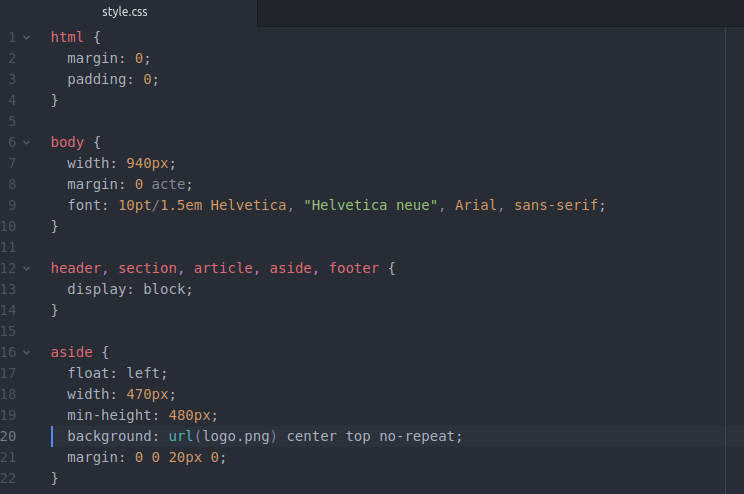 style.css
1 html {
2 margin: 0;
3 padding: 0;
4 }
5
6 body {
7 width: 940px;
8 margin: 0 acte;
9 font: 10pt/1.5em Helvetica, "Helvetica neue", Arial, sans-serif;
10 }
11
12 header, section, article, aside, footer {
13 display: block;
14 }
15
16 aside {
17 float: left;
18 width: 470px;
19 min-height: 480px;
20 background: url(logo.png) center top no-repeat;
21 margin: 0 0 20px 0;
22 }